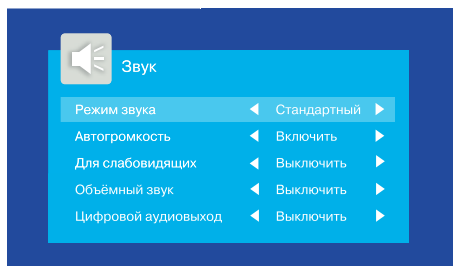 Звук
Режим звука Стандартный
Автогромкость Включить
Для слабовидящих Выключить
Объёмный звук Выключить
Цифровой аудиовыход Выключить